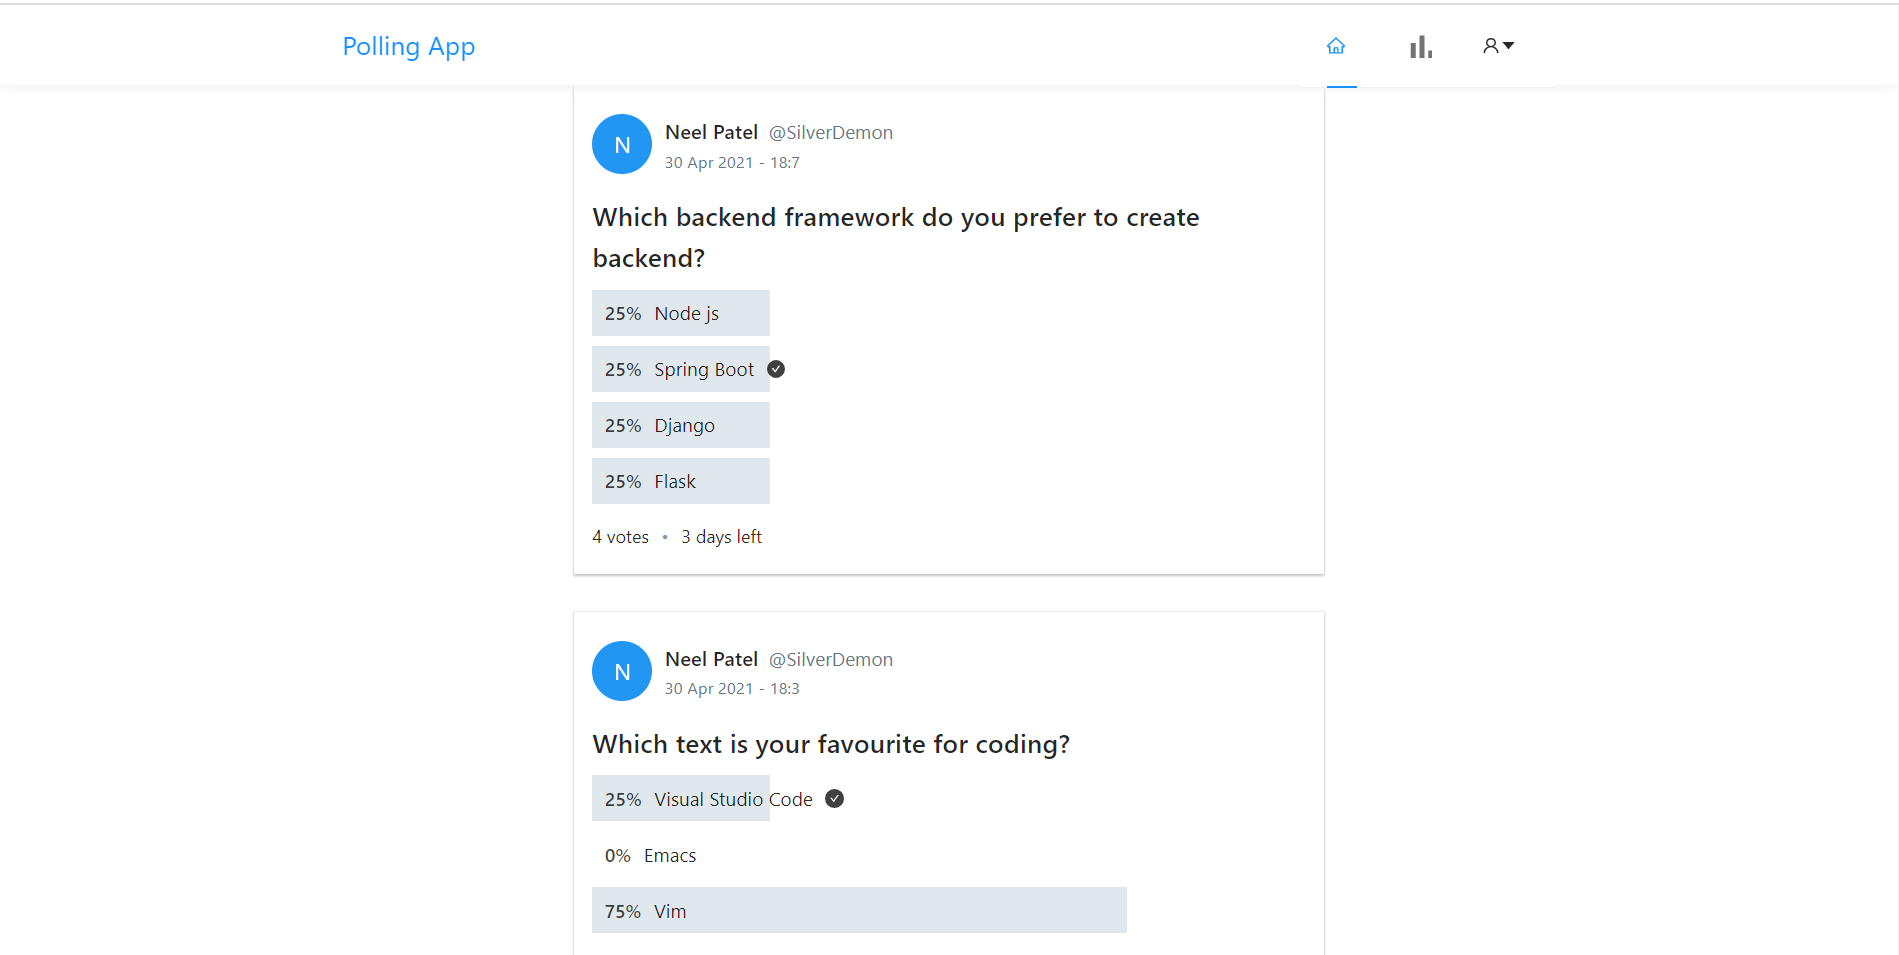 Polling App
N
Neel Patel @SilverDemon
30 Apr 2021 - 18:7
Which backend framework do you prefer to create
backend?
25% Node js
25% Spring Boot
25% Django
25% Flask
4 votes • 3 days left
N
Neel Patel @SilverDemon
30 Apr 2021 - 18:3
Which text is your favourite for coding?
25% Visual Studio Code
0% Emacs
75% Vim